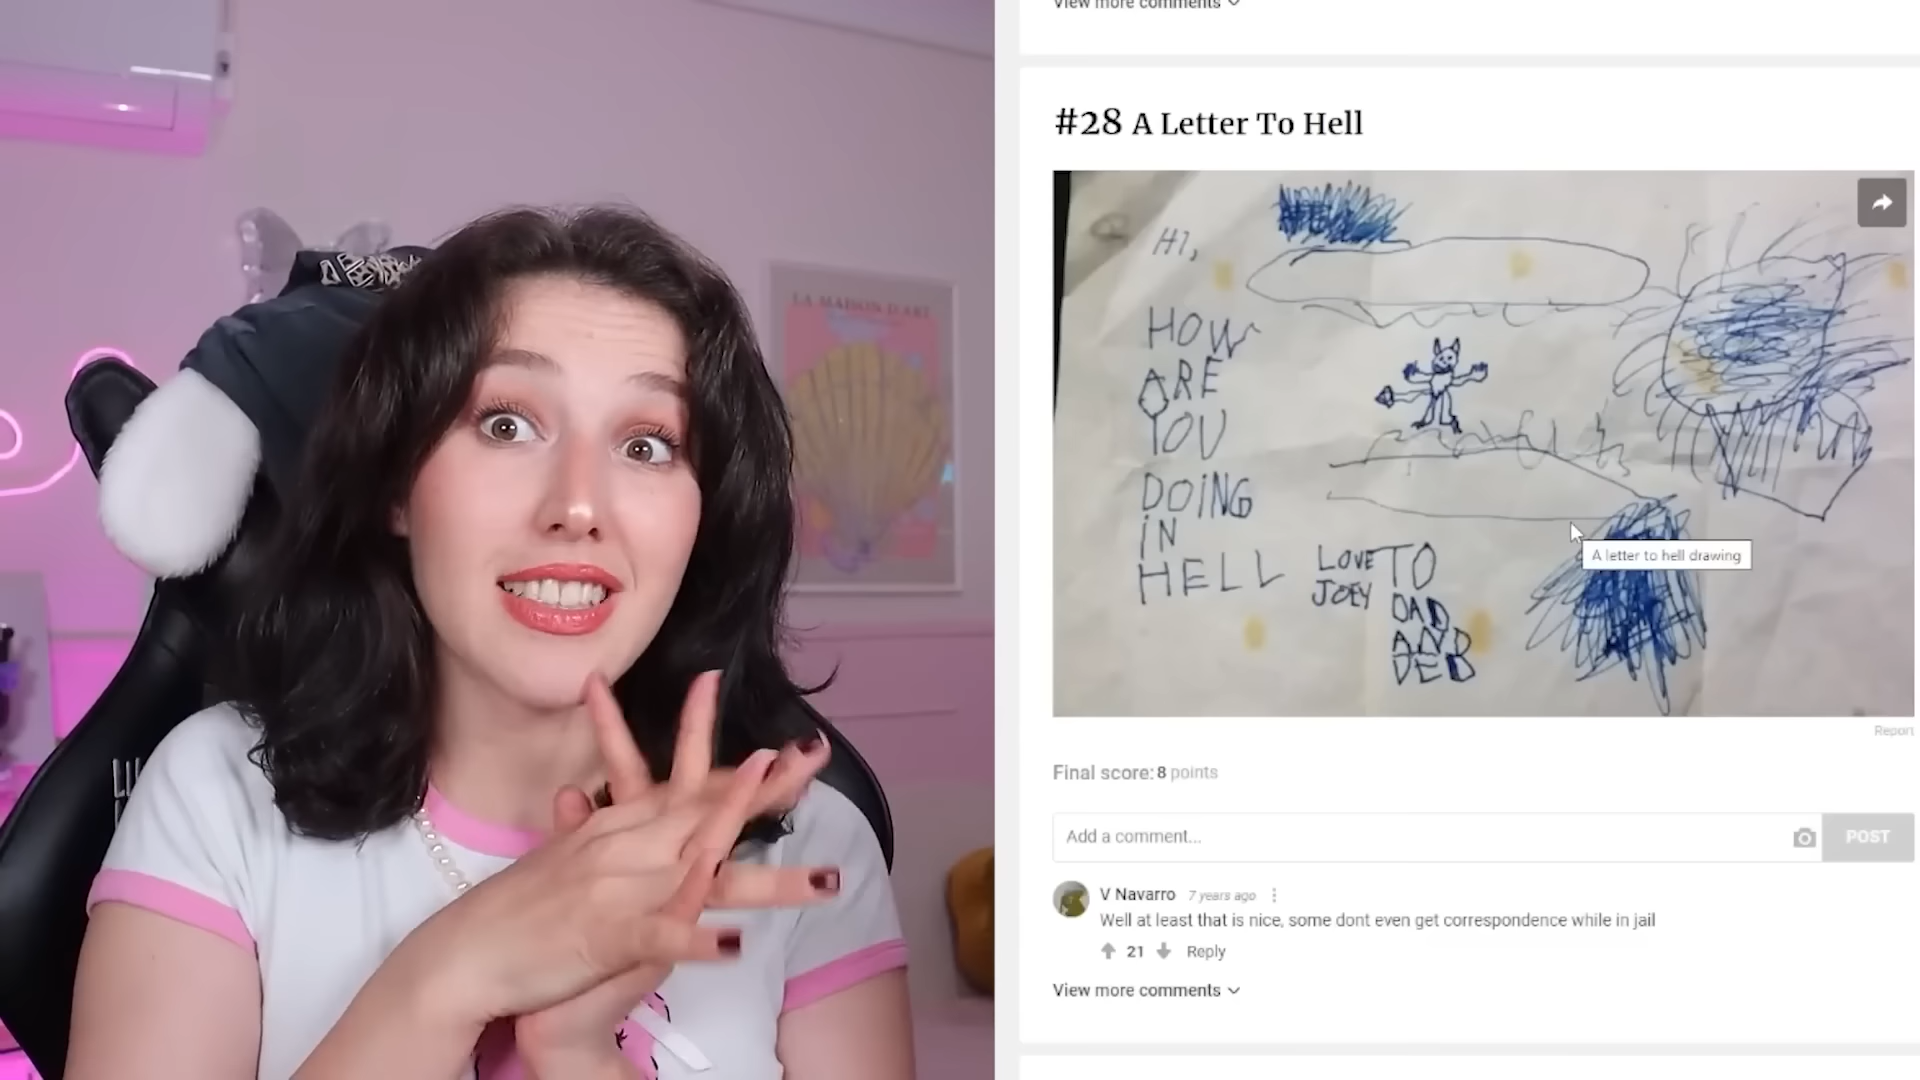 View more comments
#28 A Letter To Hell
HI,
HOW
ARE
YOU
DOING
IN
HELL
LOVE
JOEY
TO
DAD
AND
DEB
A letter to hell drawing
Report
Final score: 8 points
Add a comment...
POST
V Navarro 7 years ago
Well at least that is nice, some dont even get correspondence while in jail
21 Reply
View more comments
LA MAISON D'ART